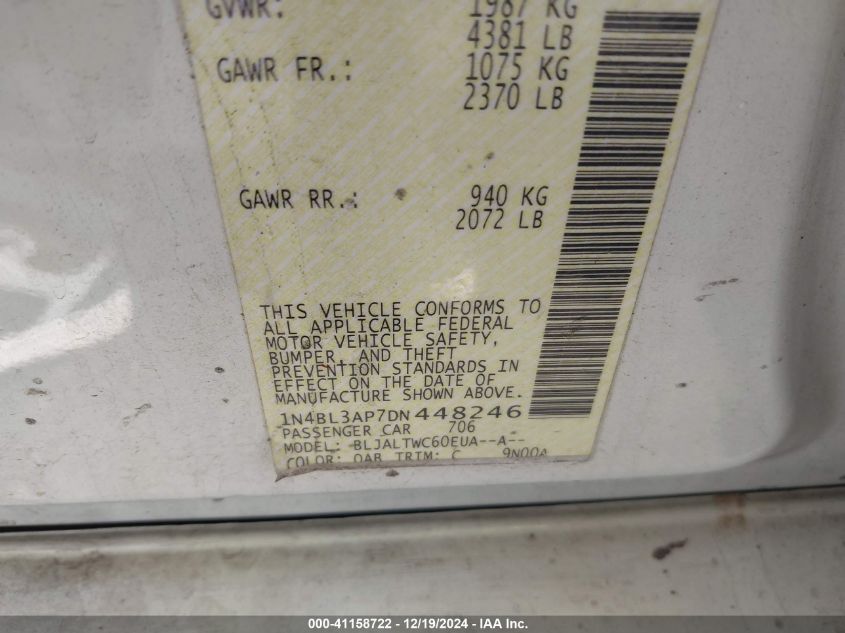 GVWR: 1987 KG
4381 LB
GAWR FR.: 1075 KG
2370 LB
GAWR RR.: 940 KG
2072 LB
THIS VEHICLE CONFORMS TO
ALL APPLICABLE FEDERAL
MOTOR VEHICLE SAFETY,
BUMPER, AND THEFT
PREVENTION STANDARDS IN
EFFECT ON THE DATE OF
MANUFACTURE SHOWN ABOVE.
1N4BL3AP7DN448246
PASSENGER CAR 706
MODEL: BLJALTWC60EUA--A--
COLOR: QAB TRIM: C 9N00A
000-41158722 - 12/19/2024 - IAA Inc.